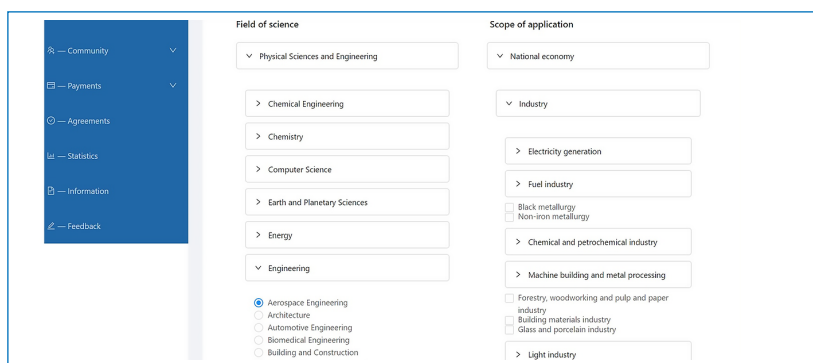 Field of science
Scope of application
— Community
— Payments
— Agreements
— Statistics
— Information
— Feedback
Physical Sciences and Engineering
Chemical Engineering
Chemistry
Computer Science
Earth and Planetary Sciences
Energy
Engineering
Aerospace Engineering
Architecture
Automotive Engineering
Biomedical Engineering
Building and Construction
National economy
Industry
Electricity generation
Fuel industry
Black metallurgy
Non-iron metallurgy
Chemical and petrochemical industry
Machine building and metal processing
Forestry, woodworking and pulp and paper
industry
Building materials industry
Glass and porcelain industry
Light industry